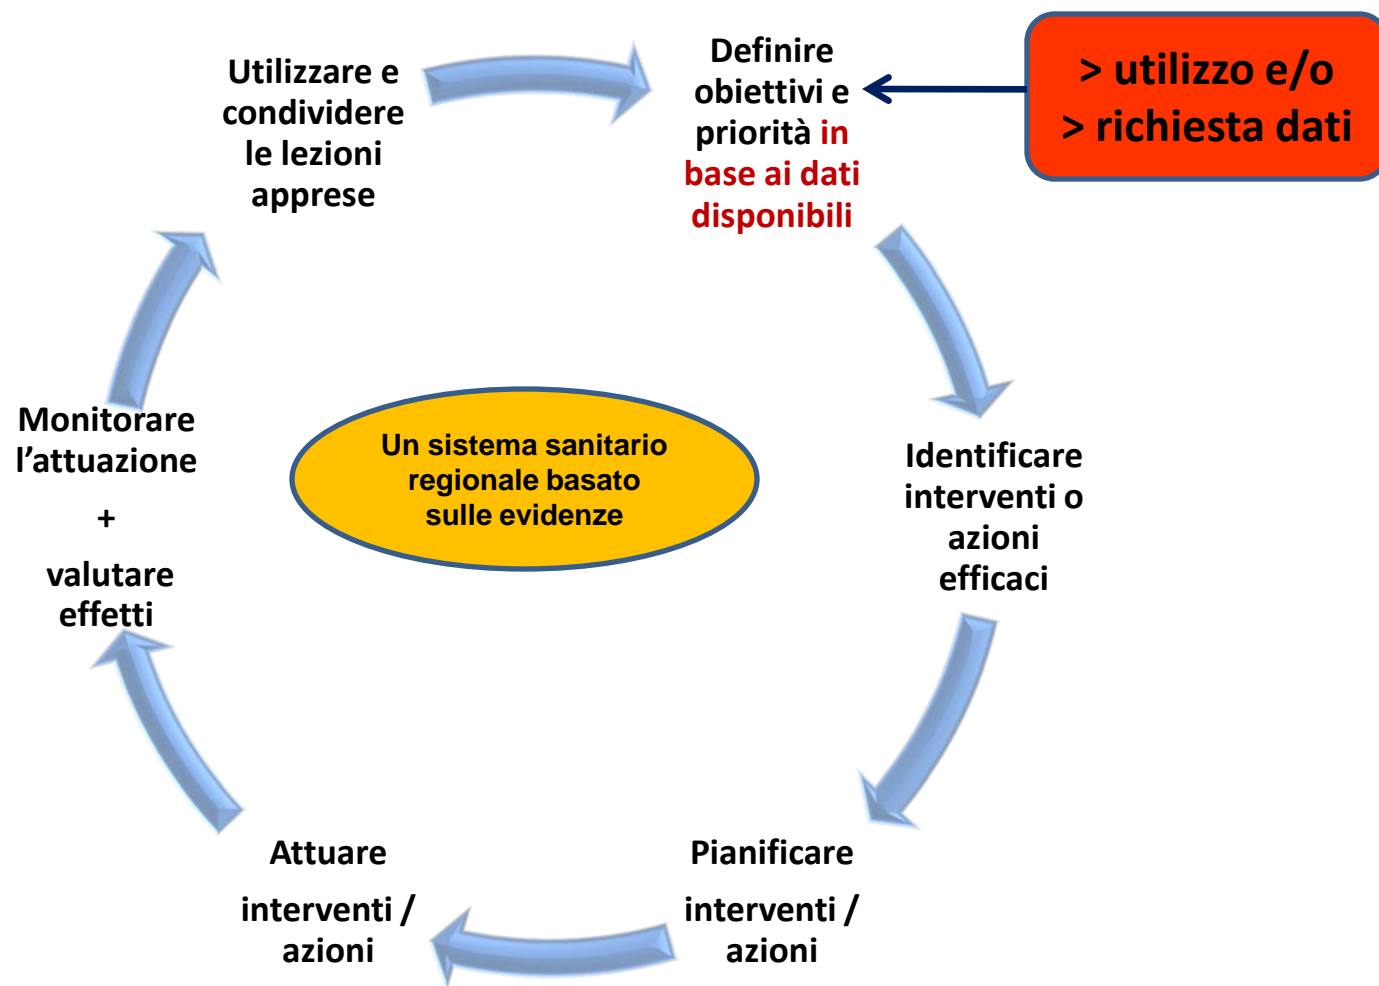 Definire
obiettivi e
priorità in
base ai dati
disponibili
> utilizzo e/o
> richiesta dati
Identificare
interventi o
azioni
efficaci
Pianificare
interventi /
azioni
Attuare
interventi /
azioni
Monitorare
l’attuazione
+
valutare
effetti
Utilizzare e
condividere
le lezioni
apprese
Un sistema sanitario
regionale basato
sulle evidenze